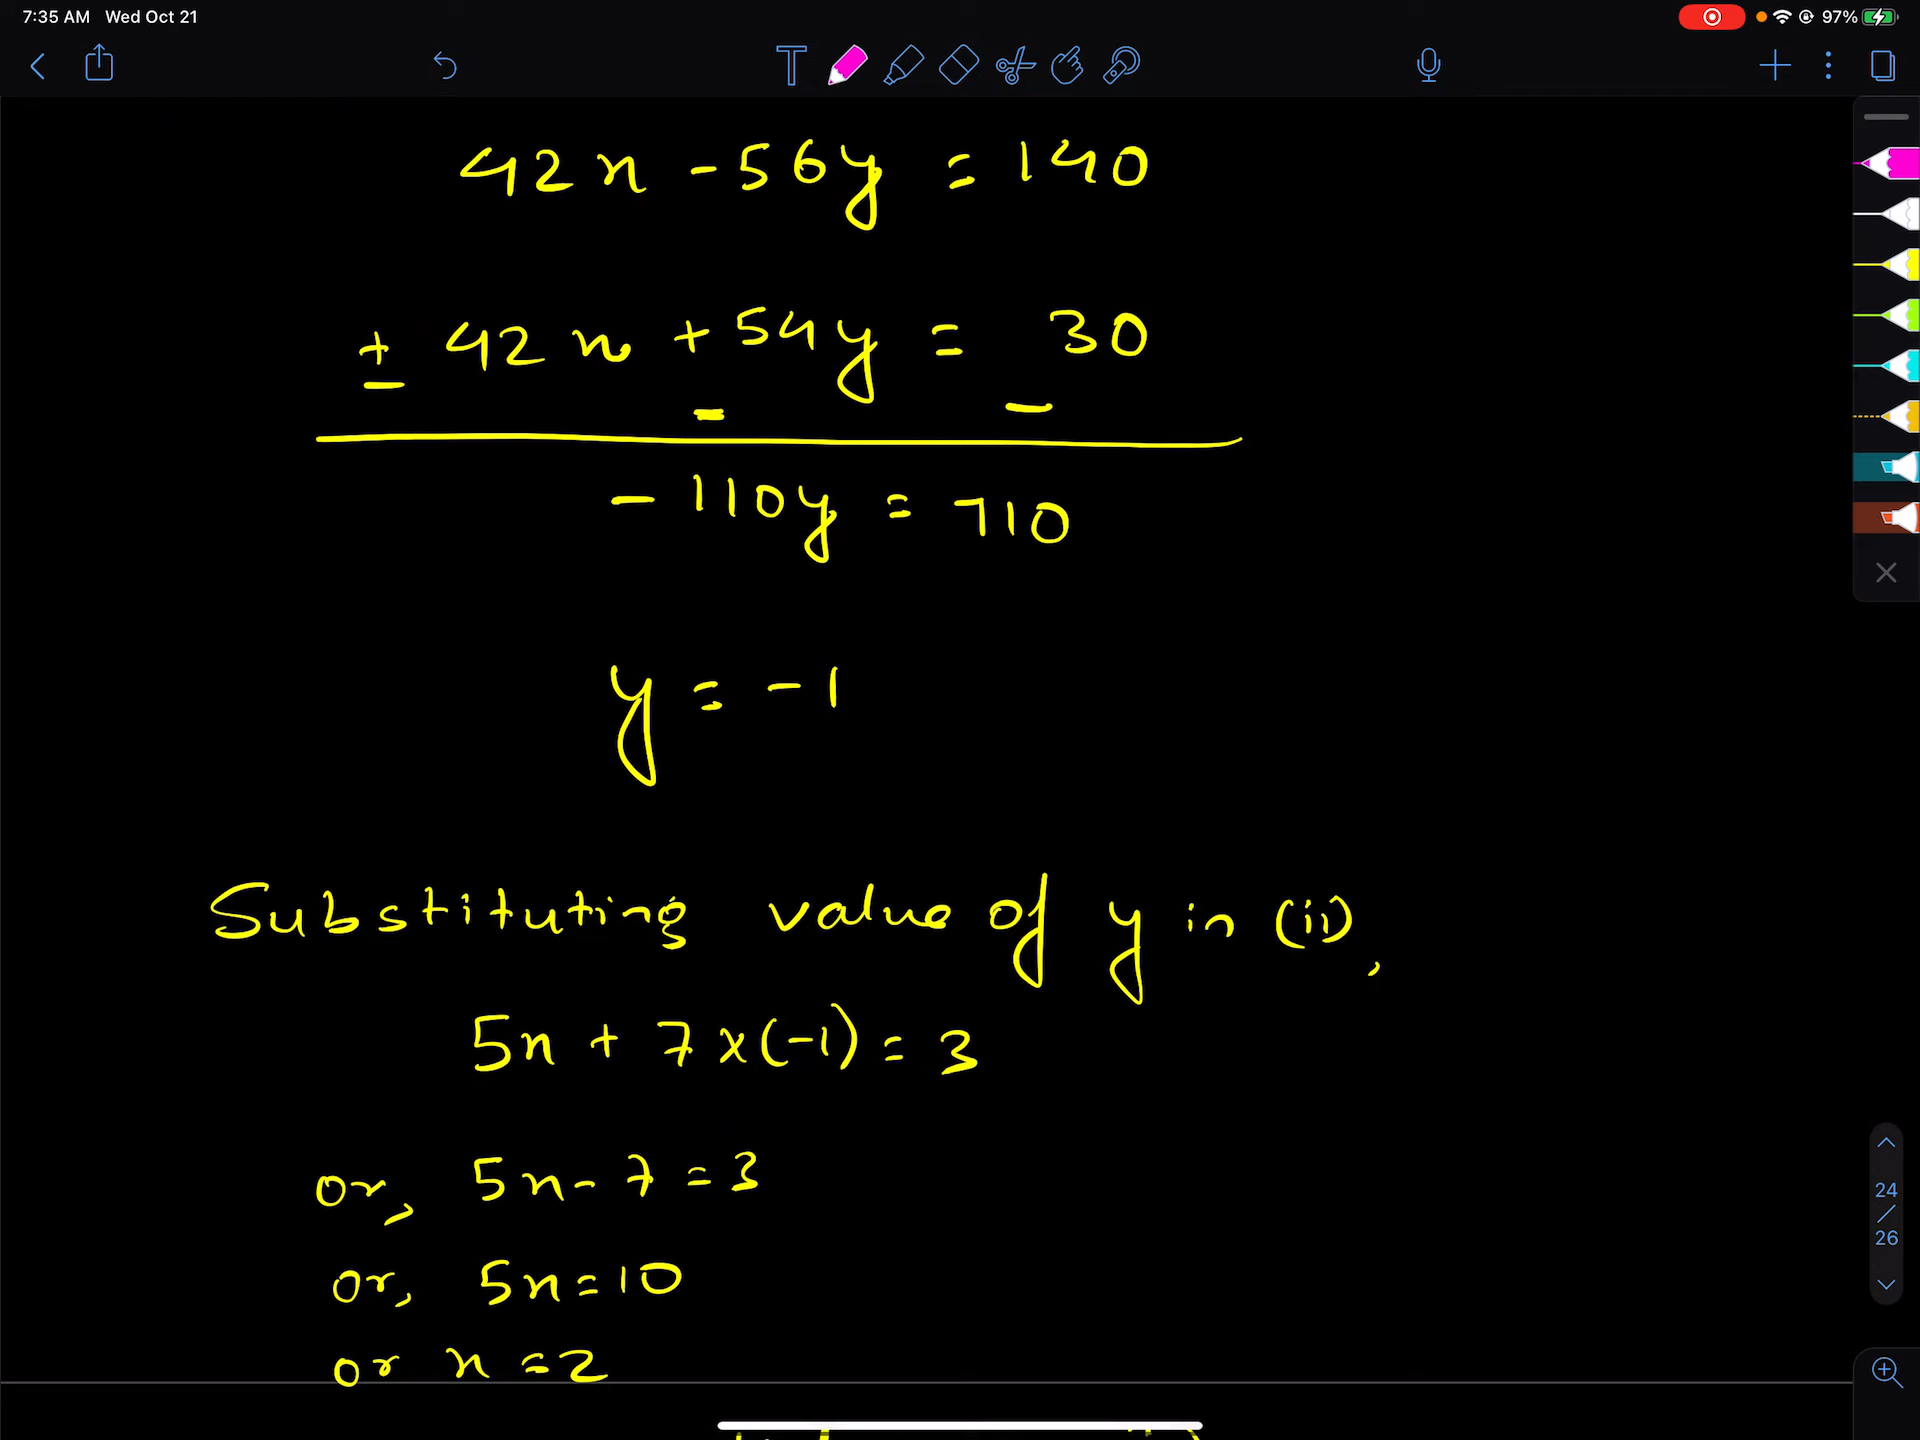 7:35 AM Wed Oct 21
97%
42x - 56y = 140
± 42x + 54y = 30
- -
- 110y = 710
y = -1
Substituting value of y in (ii),
5x + 7 x (-1) = 3
or, 5x - 7 = 3
or, 5x = 10
or x = 2
24
/
26